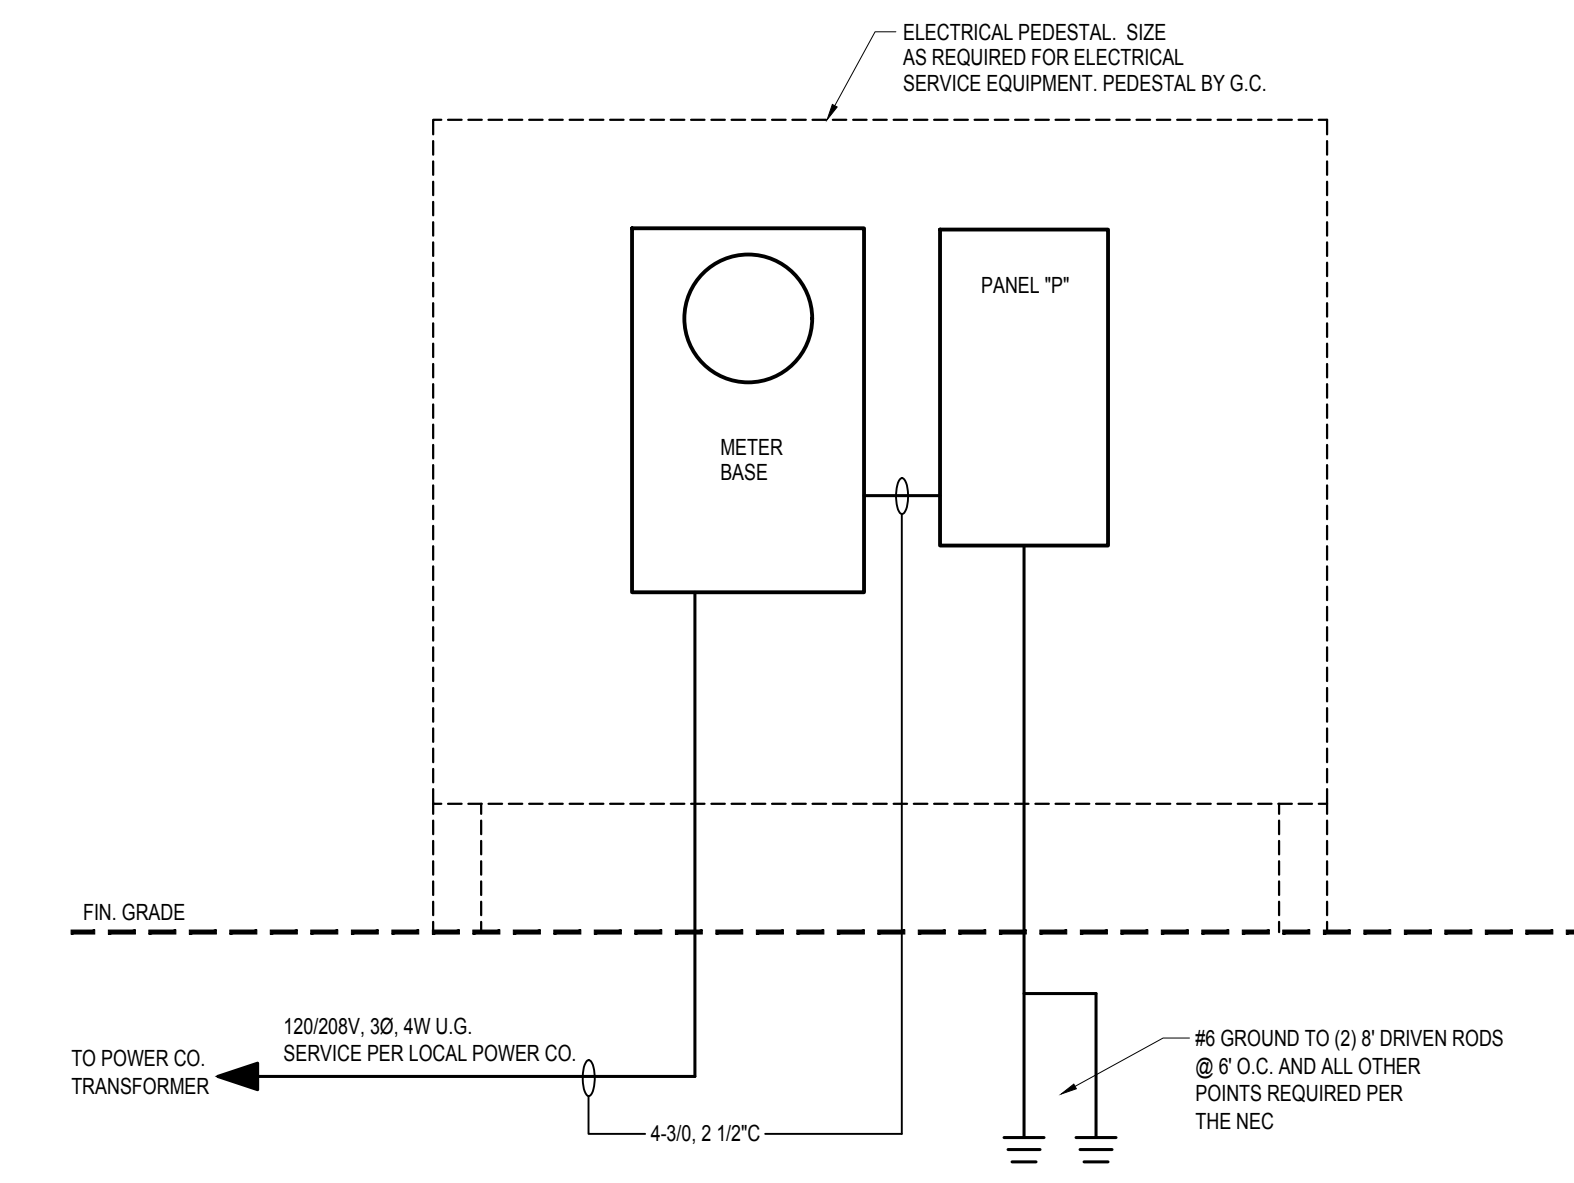 ELECTRICAL PEDESTAL. SIZE
AS REQUIRED FOR ELECTRICAL
SERVICE EQUIPMENT. PEDESTAL BY G.C.
PANEL "P"
METER
BASE
FIN. GRADE
120/208V, 3Ø, 4W U.G.
SERVICE PER LOCAL POWER CO.
TO POWER CO.
TRANSFORMER
#6 GROUND TO (2) 8' DRIVEN RODS
@ 6' O.C. AND ALL OTHER
POINTS REQUIRED PER
THE NEC
4-3/0, 2 1/2"C